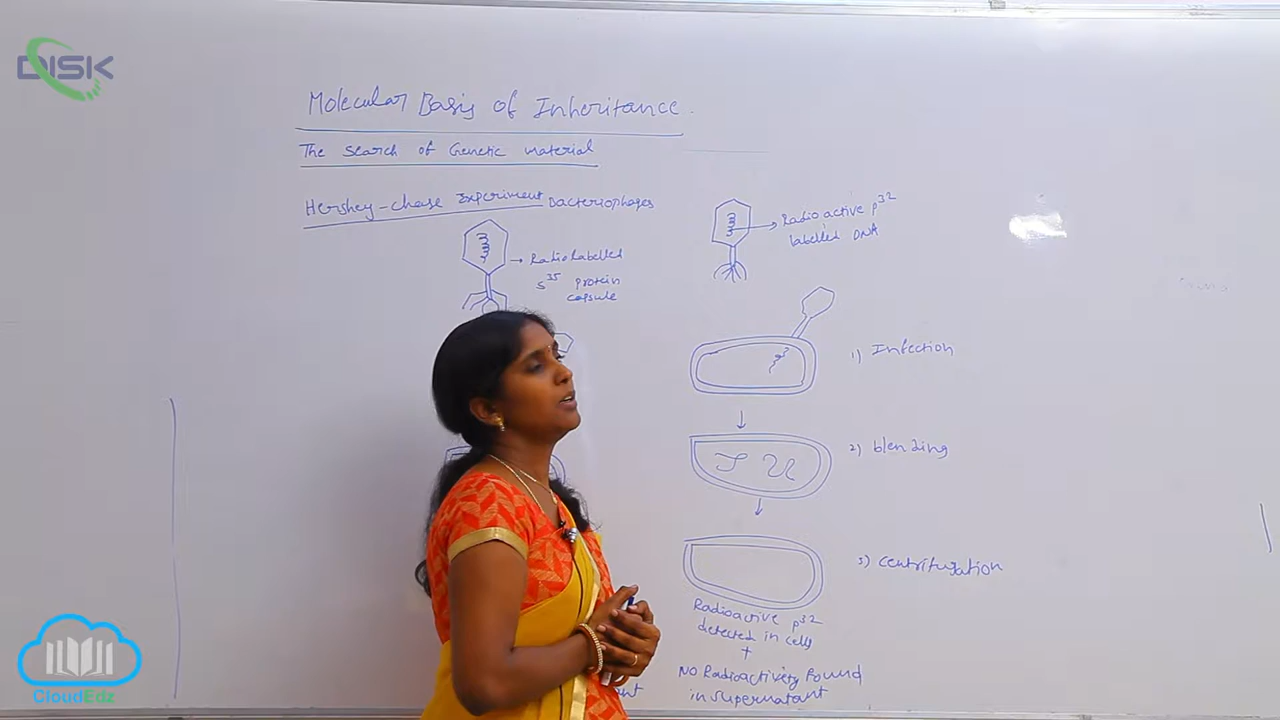 DISK
Molecular Basis of Inheritance.
The search of Genetic material
Hershey-chase Experiment Bacteriophages
Radiolabelled
S35 protein
capsule
Radioactive P32
labelled DNA
1) Infection
2) blending
3) centrifugation
Radioactive P32
detected in cells
+
NO Radioactivity Found
in supernatant
CloudEdz